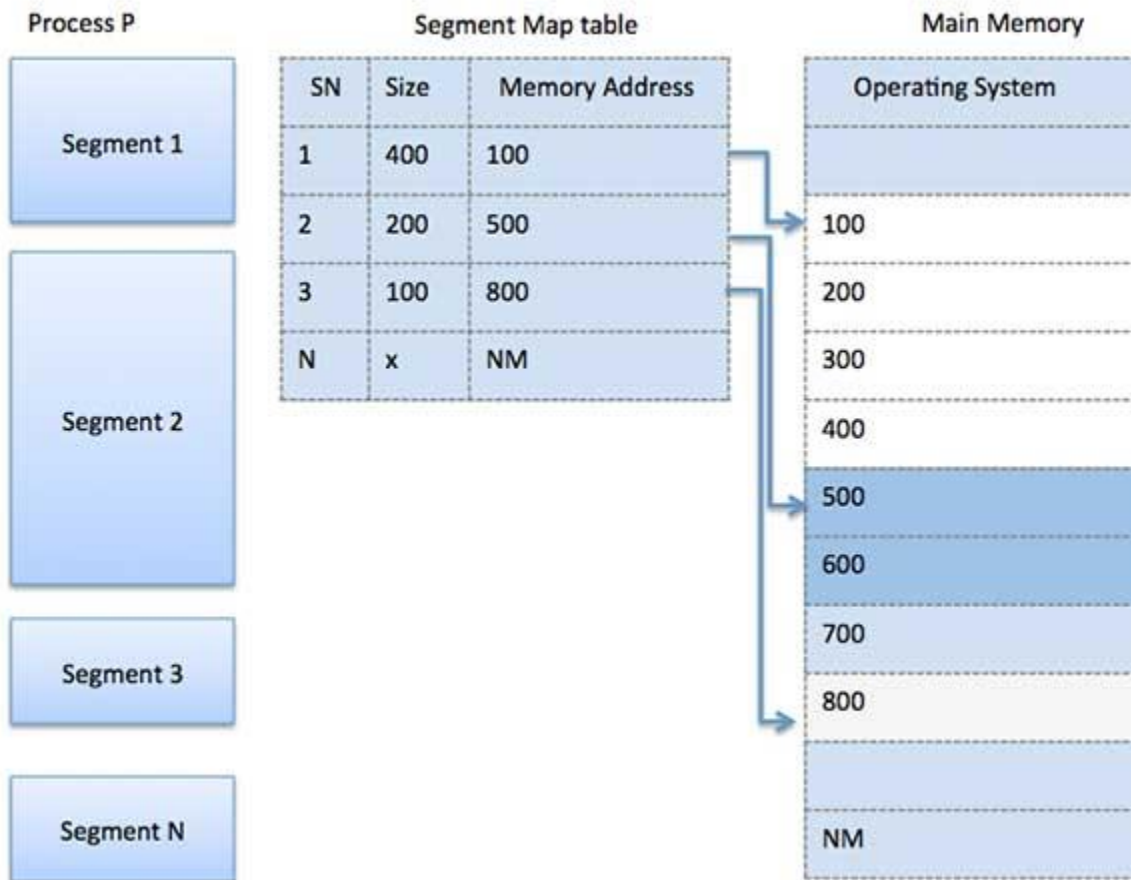 Process P
Segment Map table
Main Memory
Segment 1
Segment 2
Segment 3
Segment N
SN Size Memory Address
1 400 100
2 200 500
3 100 800
N x NM
Operating System
100
200
300
400
500
600
700
800
NM